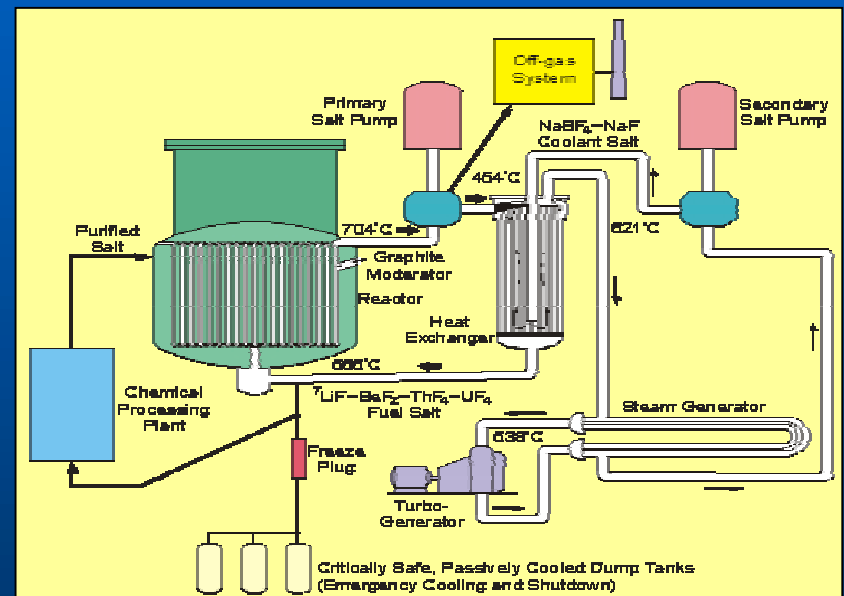 Off-gas
System
Primary
Salt Pump
Secondary
Salt Pump
NaBF₄–NaF
Coolant Salt
454°C
704°C
621°C
Purified
Salt
Graphite
Moderator
Reactor
Heat
Exchanger
566°C
⁷LiF–BeF₂–ThF₄–UF₄
Fuel Salt
Chemical
Processing
Plant
Freeze
Plug
Steam Generator
538°C
Turbo-
Generator
Critically Safe, Passively Cooled Dump Tanks
(Emergency Cooling and Shutdown)